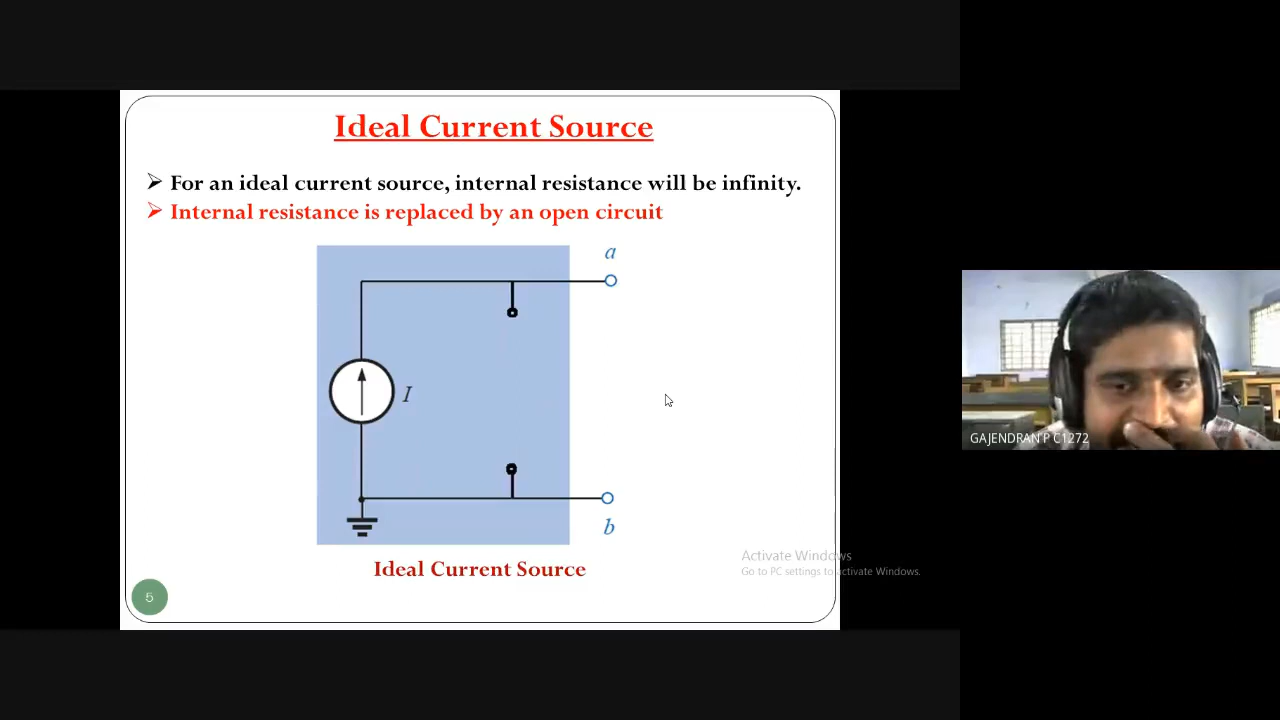 Ideal Current Source
➢ For an ideal current source, internal resistance will be infinity.
➢ Internal resistance is replaced by an open circuit
a
I
b
Ideal Current Source
5
Activate Windows
Go to PC settings to activate Windows.
GAJENDRAN P C1272